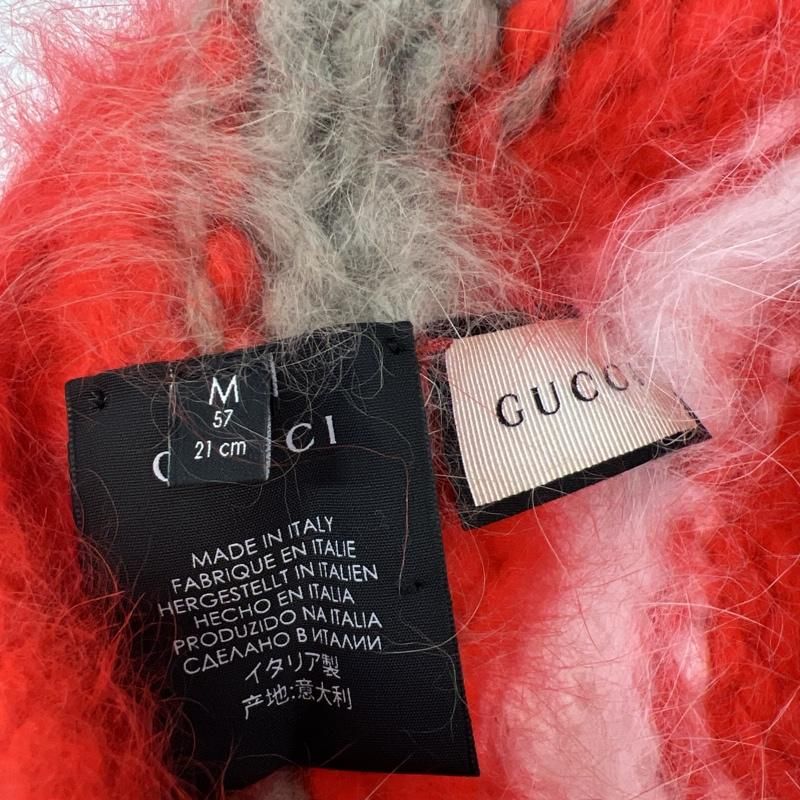 M
57
21 cm
MADE IN ITALY
FABRIQUE EN ITALIE
HERGESTELLT IN ITALIEN
HECHO EN ITALIA
PRODUZIDO NA ITALIA
СДЕЛАНО В ИТАЛИИ
イタリア製
产地:意大利
GUCCI